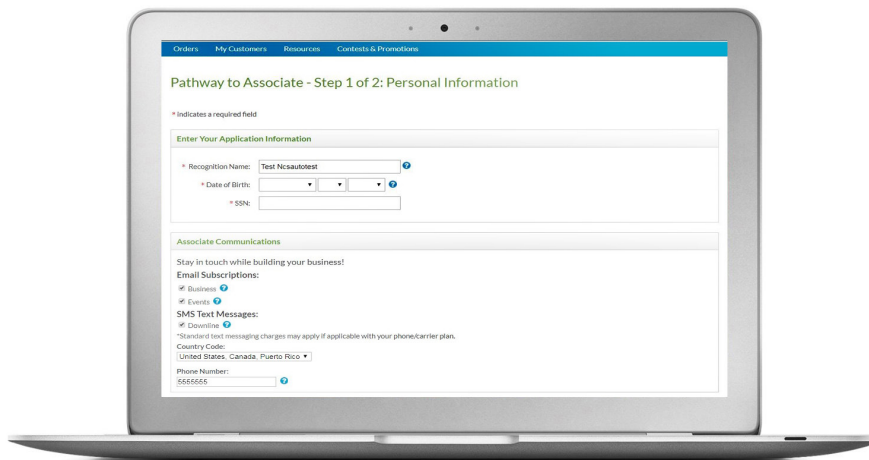 Orders My Customers Resources Contests & Promotions
Pathway to Associate - Step 1 of 2: Personal Information
* indicates a required field
Enter Your Application Information
* Recognition Name: Test Ncsautotest ?
* Date of Birth: ?
* SSN:
Associate Communications
Stay in touch while building your business!
Email Subscriptions:
Business ?
Events ?
SMS Text Messages:
Downline ?
*Standard text messaging charges may apply if applicable with your phone/carrier plan.
Country Code:
United States, Canada, Puerto Rico
Phone Number:
5555555 ?